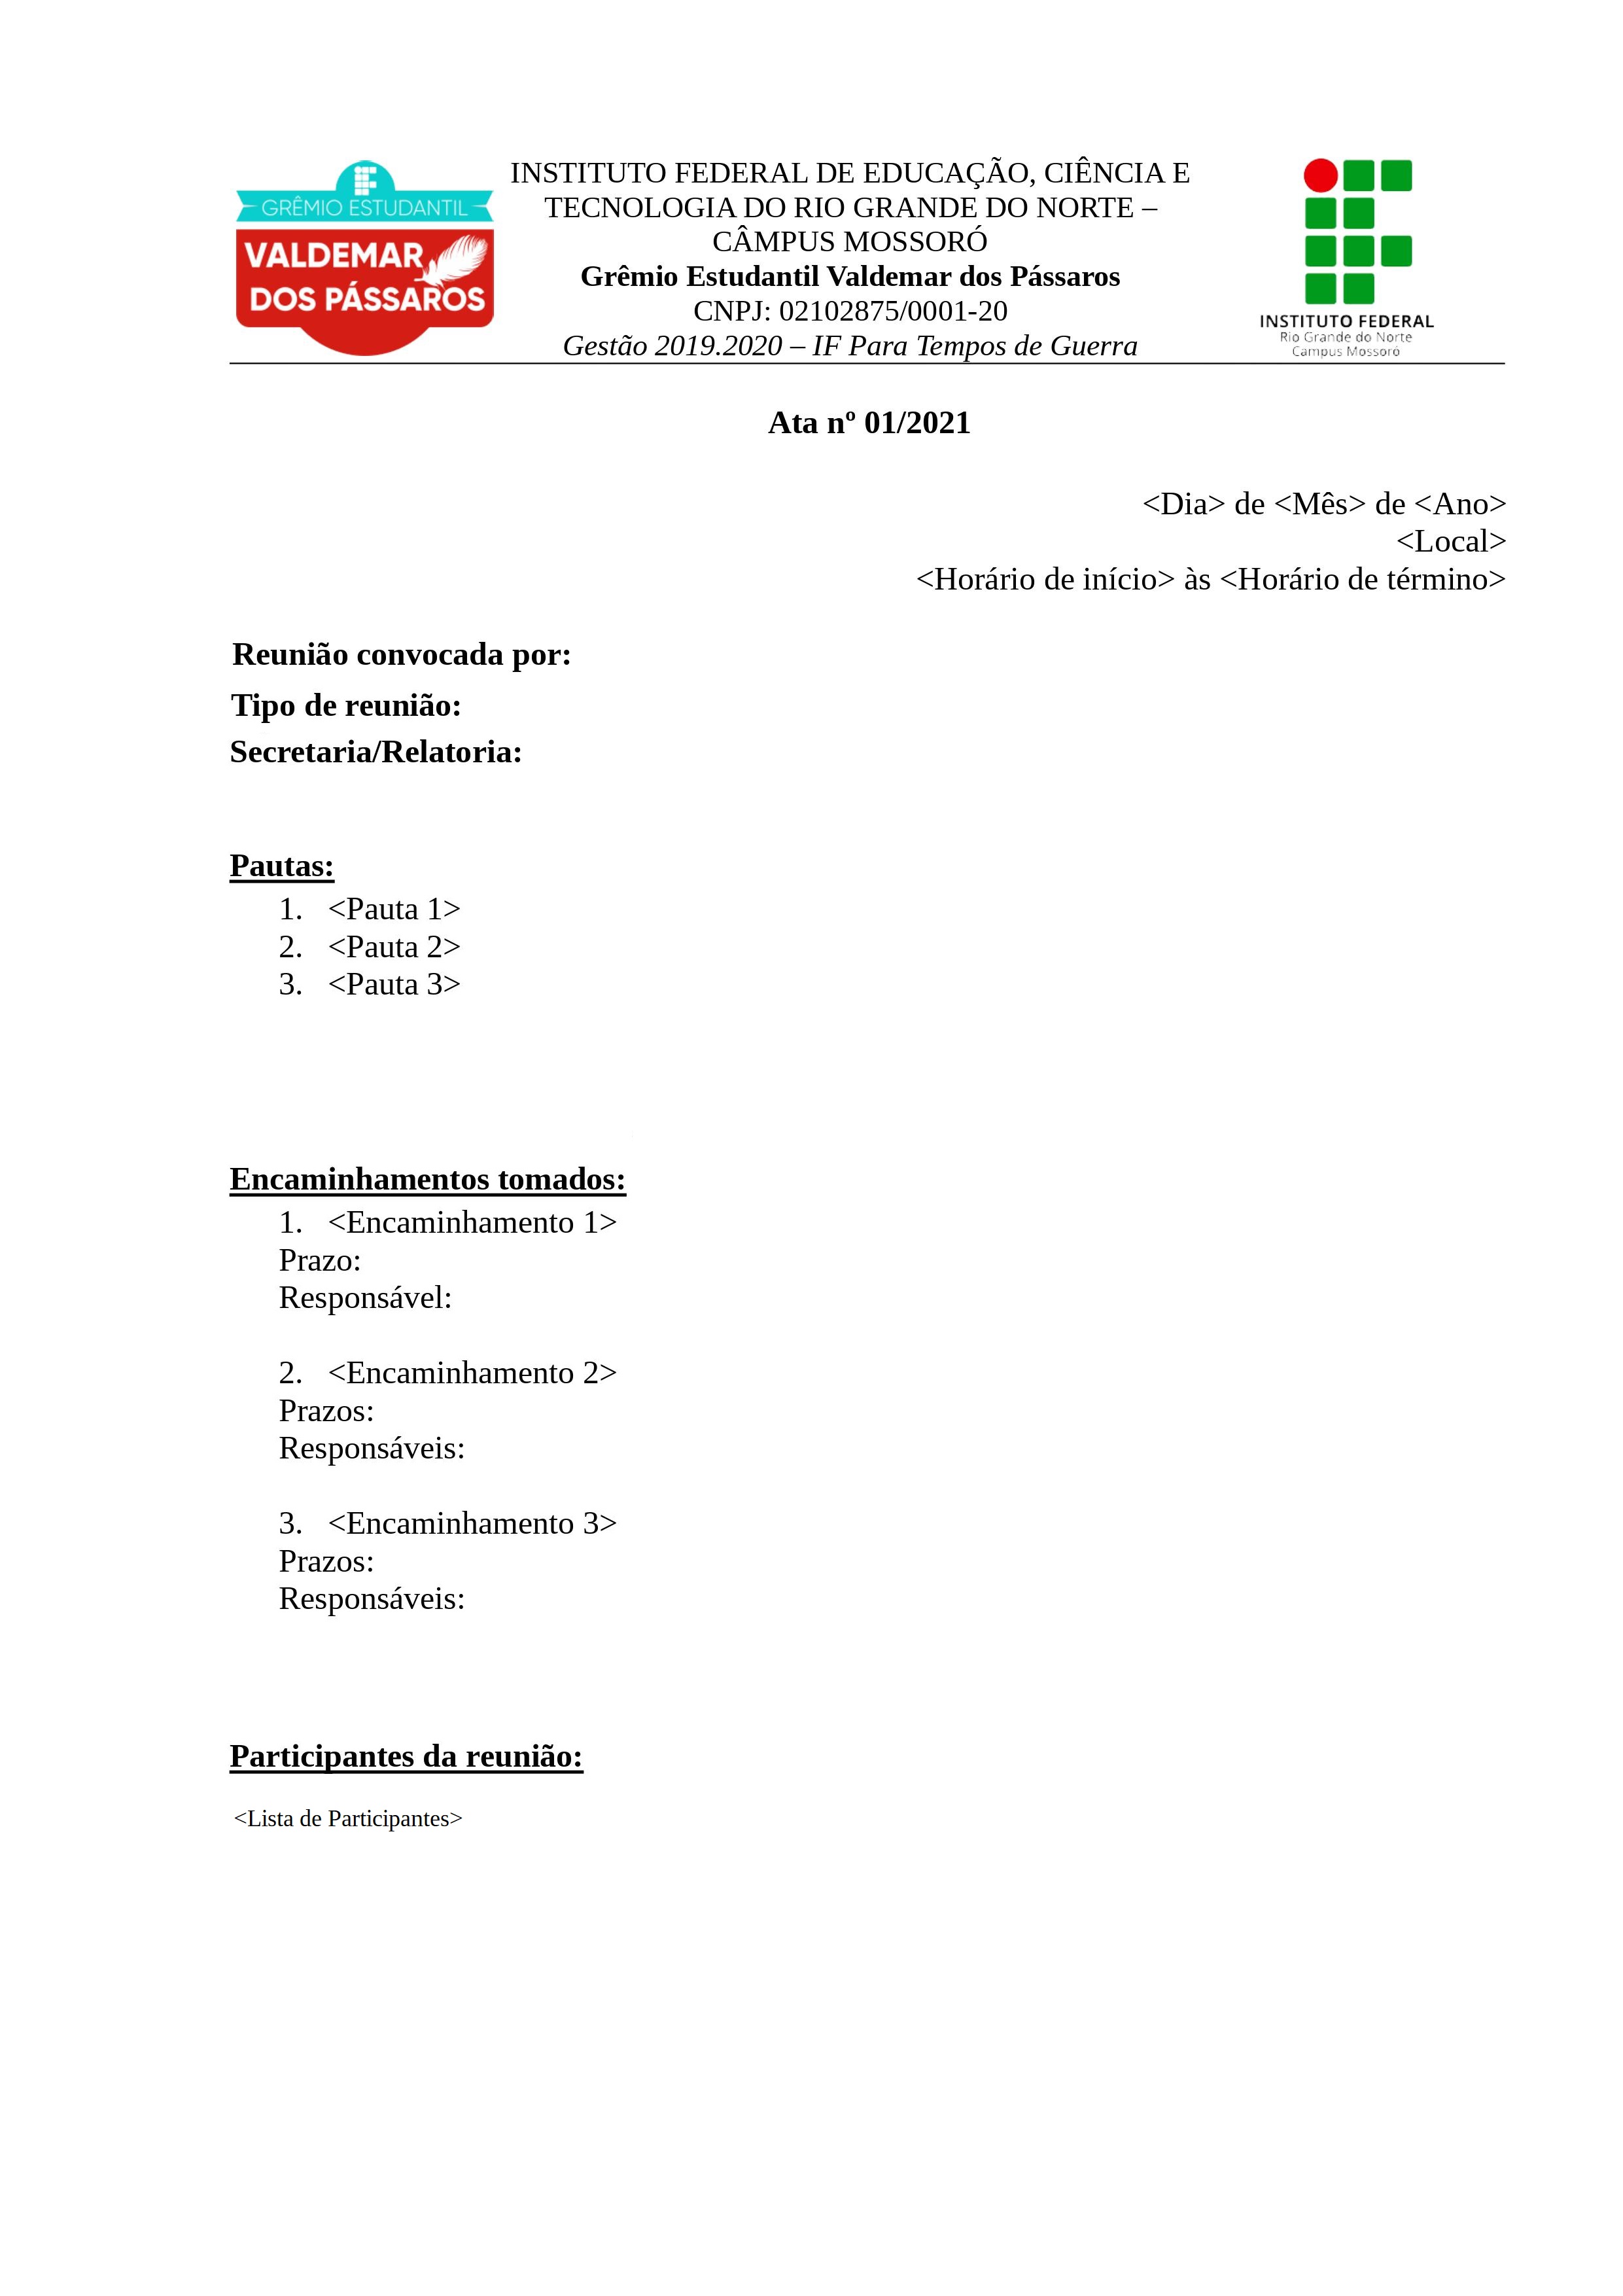 GRÊMIO ESTUDANTIL
VALDEMAR
DOS PÁSSAROS
INSTITUTO FEDERAL DE EDUCAÇÃO, CIÊNCIA E
TECNOLOGIA DO RIO GRANDE DO NORTE –
CÂMPUS MOSSORÓ
Grêmio Estudantil Valdemar dos Pássaros
CNPJ: 02102875/0001-20
Gestão 2019.2020 – IF Para Tempos de Guerra
INSTITUTO FEDERAL
Rio Grande do Norte
Campus Mossoró
Ata nº 01/2021
<Dia> de <Mês> de <Ano>
<Local>
<Horário de início> às <Horário de término>
Reunião convocada por:
Tipo de reunião:
Secretaria/Relatoria:
Pautas:
1. <Pauta 1>
2. <Pauta 2>
3. <Pauta 3>
Encaminhamentos tomados:
1. <Encaminhamento 1>
Prazo:
Responsável:
2. <Encaminhamento 2>
Prazos:
Responsáveis:
3. <Encaminhamento 3>
Prazos:
Responsáveis:
Participantes da reunião:
<Lista de Participantes>